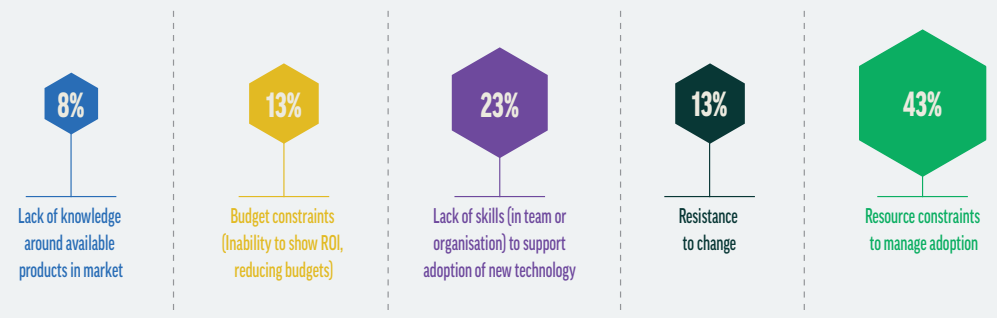 8%
Lack of knowledge
around available
products in market
13%
Budget constraints
(Inability to show ROI,
reducing budgets)
23%
Lack of skills (in team or
organisation) to support
adoption of new technology
13%
Resistance
to change
43%
Resource constraints
to manage adoption